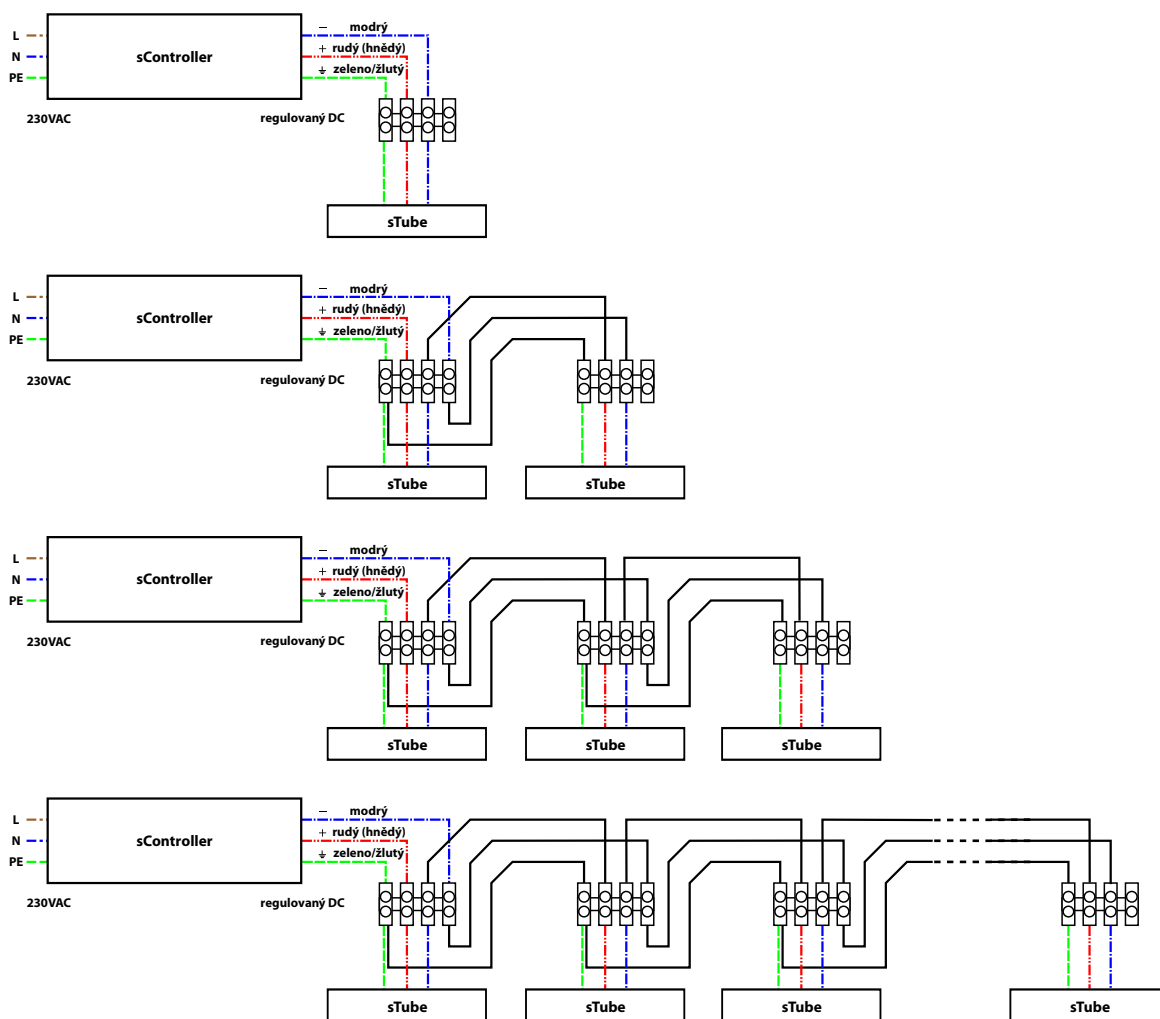 − modrý
L
+ rudý (hnědý)
N
sController
⏚ zeleno/žlutý
PE
230VAC
regulovaný DC
sTube
− modrý
L
+ rudý (hnědý)
N
sController
⏚ zeleno/žlutý
PE
230VAC
regulovaný DC
sTube
sTube
− modrý
L
+ rudý (hnědý)
N
sController
⏚ zeleno/žlutý
PE
230VAC
regulovaný DC
sTube
sTube
sTube
− modrý
L
+ rudý (hnědý)
N
sController
⏚ zeleno/žlutý
PE
230VAC
regulovaný DC
sTube
sTube
sTube
sTube